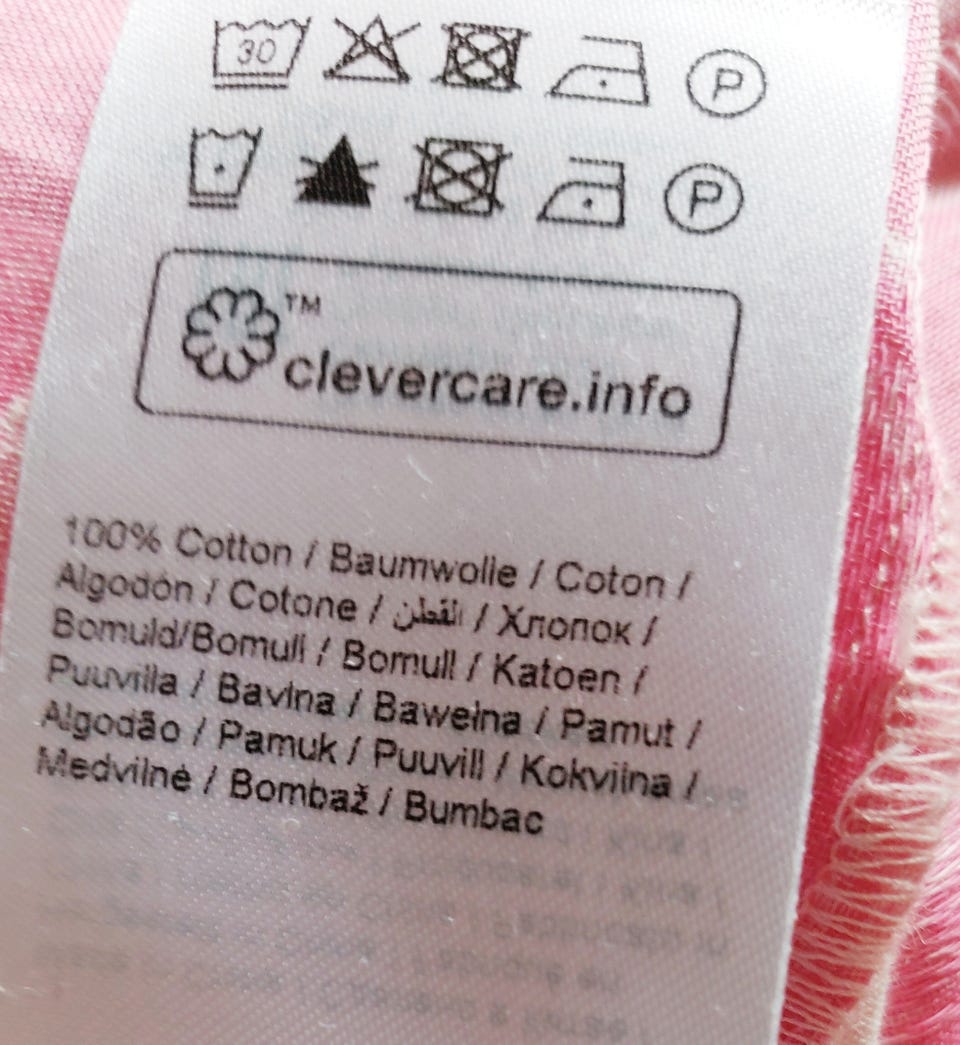 30 P
P
™
clevercare.info
100% Cotton / Baumwolle / Coton /
Algodón / Cotone / القطن / Хлопок /
Bomuld/Bomull / Bomull / Katoen /
Puuvilla / Bavlna / Bawełna / Pamut /
Algodão / Pamuk / Puuvill / Kokvilna /
Medvilnė / Bombaž / Bumbac